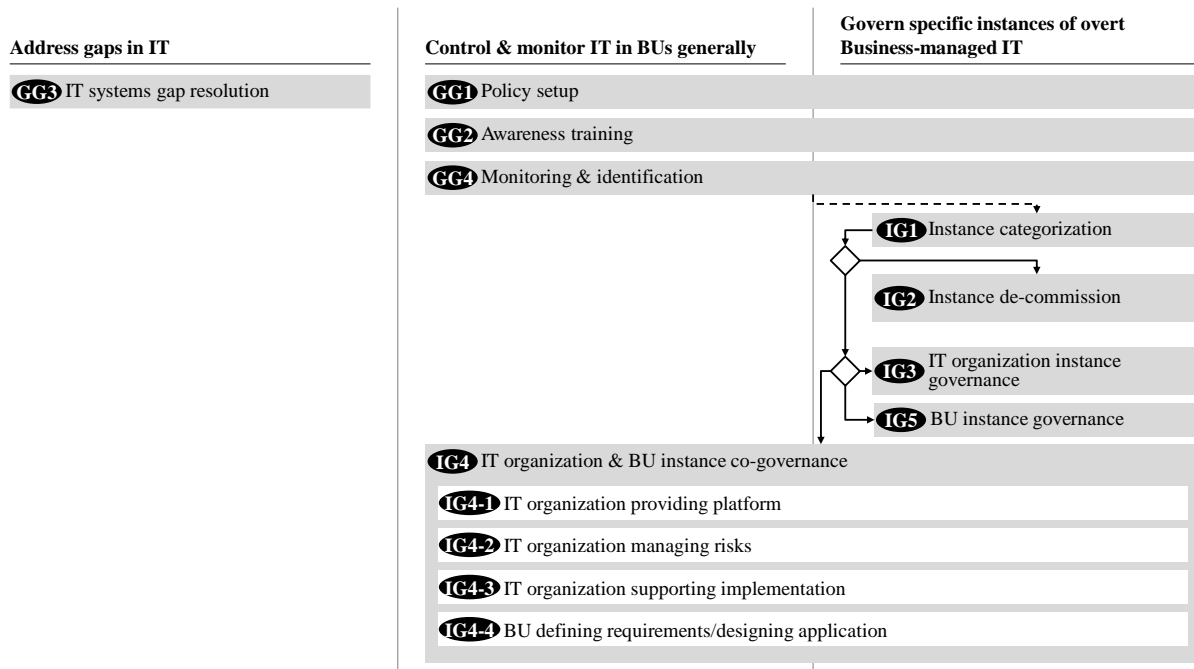 Address gaps in IT
Control & monitor IT in BUs generally
Govern specific instances of overt
Business-managed IT
GG3 IT systems gap resolution
GG1 Policy setup
GG2 Awareness training
GG4 Monitoring & identification
IG1 Instance categorization
IG2 Instance de-commission
IG3 IT organization instance
governance
IG5 BU instance governance
IG4 IT organization & BU instance co-governance
IG4-1 IT organization providing platform
IG4-2 IT organization managing risks
IG4-3 IT organization supporting implementation
IG4-4 BU defining requirements/designing application